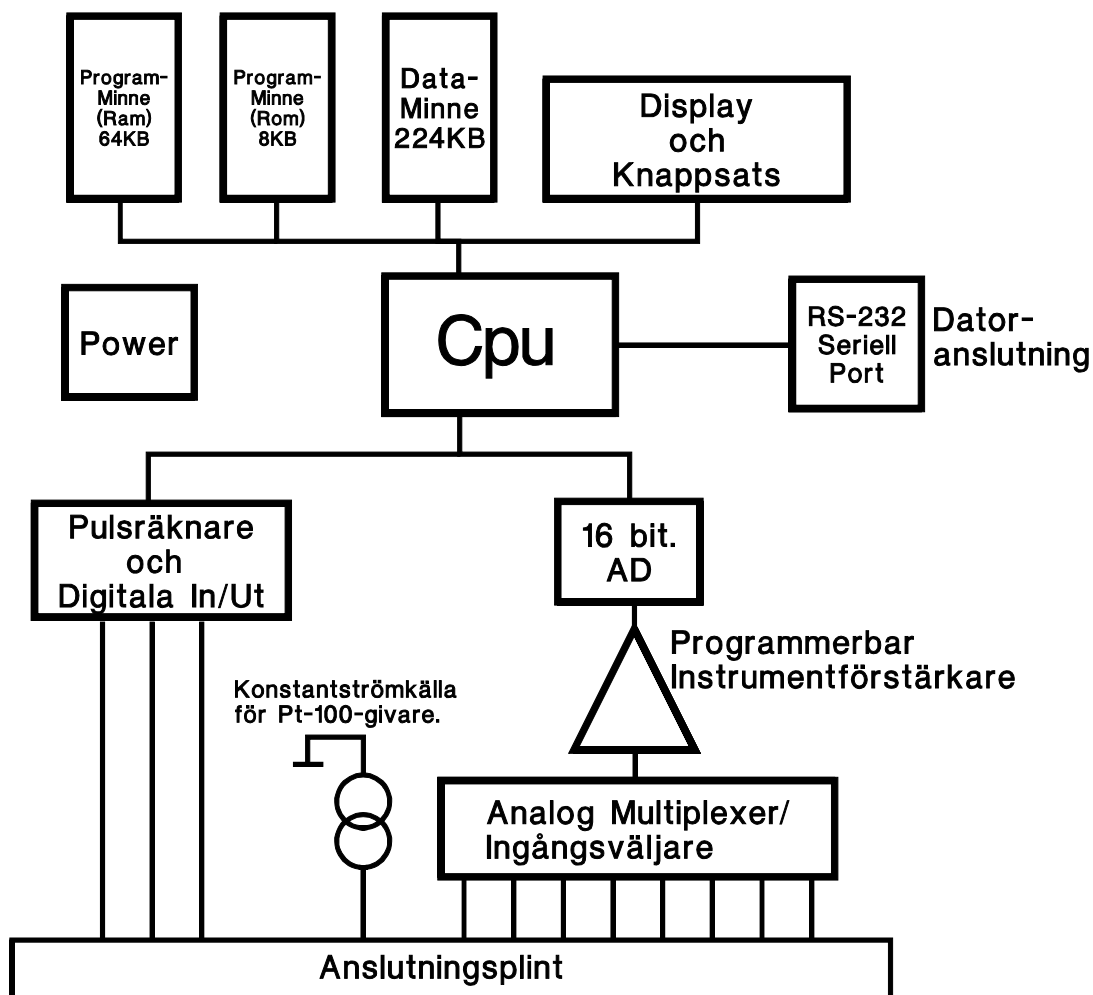 Program-
Minne
(Ram)
64KB
Program-
Minne
(Rom)
8KB
Data-
Minne
224KB
Display
och
Knappsats
Power
Cpu
RS-232
Seriell
Port
Dator-
anslutning
Pulsräknare
och
Digitala In/Ut
16 bit.
AD
Programmerbar
Instrumentförstärkare
Konstantströmkälla
för Pt-100-givare.
Analog Multiplexer/
Ingångsväljare
Anslutningsplint